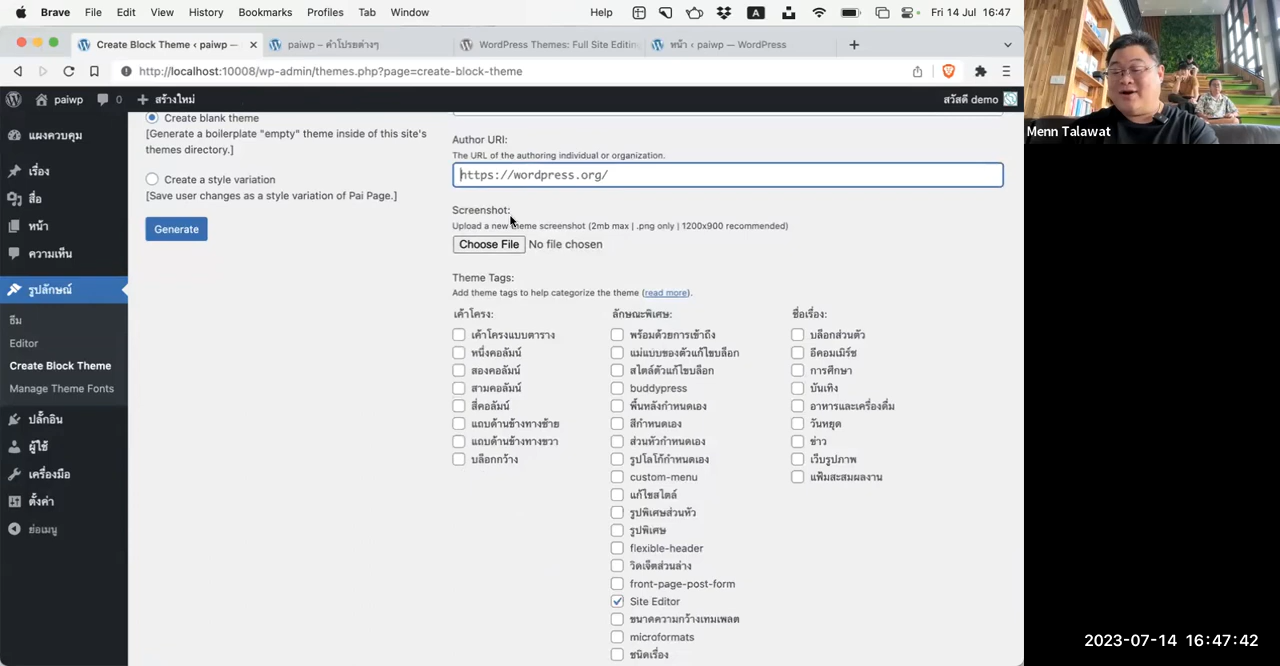 Brave File Edit View History Bookmarks Profiles Tab Window Help A Fri 14 Jul 16:47
Create Block Theme ‹ paiwp — paiwp – คำโปรยต่างๆ WordPress Themes: Full Site Editin หน้า ‹ paiwp — WordPress
http://localhost:10008/wp-admin/themes.php?page=create-block-theme
paiwp 0 + สร้างใหม่ สวัสดี demo
แผงควบคุม
เรื่อง
สื่อ
หน้า
ความเห็น
รูปลักษณ์
ธีม
Editor
Create Block Theme
Manage Theme Fonts
ปลั๊กอิน
ผู้ใช้
เครื่องมือ
ตั้งค่า
ย่อเมนู
Create blank theme
[Generate a boilerplate "empty" theme inside of this site's
themes directory.]
Create a style variation
[Save user changes as a style variation of Pai Page.]
Generate
Author URI:
The URL of the authoring individual or organization.
https://wordpress.org/
Screenshot:
Upload a new theme screenshot (2mb max | .png only | 1200x900 recommended)
Choose File No file chosen
Theme Tags:
Add theme tags to help categorize the theme (read more).
เค้าโครง:
เค้าโครงแบบตาราง
หนึ่งคอลัมน์
สองคอลัมน์
สามคอลัมน์
สี่คอลัมน์
แถบด้านข้างทางซ้าย
แถบด้านข้างทางขวา
บล็อกกว้าง
ลักษณะพิเศษ:
พร้อมด้วยการเข้าถึง
แม่แบบของตัวแก้ไขบล็อก
สไตล์ตัวแก้ไขบล็อก
buddypress
พื้นหลังกำหนดเอง
สีกำหนดเอง
ส่วนหัวกำหนดเอง
รูปโลโก้กำหนดเอง
custom-menu
แก้ไขสไตล์
รูปพิเศษส่วนหัว
รูปพิเศษ
flexible-header
วิดเจ็ตส่วนล่าง
front-page-post-form
Site Editor
ขนาดความกว้างเทมเพลต
microformats
ชนิดเรื่อง
ชื่อเรื่อง:
บล็อกส่วนตัว
อีคอมเมิร์ซ
การศึกษา
บันเทิง
อาหารและเครื่องดื่ม
วันหยุด
ข่าว
เว็บรูปภาพ
แฟ้มสะสมผลงาน
Menn Talawat
2023-07-14 16:47:42